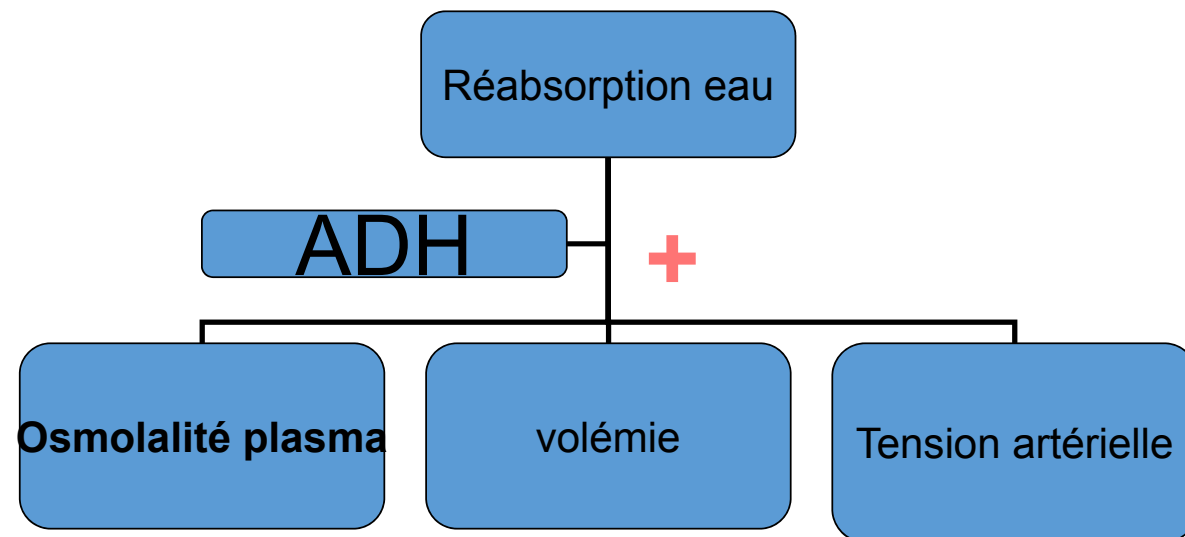 Réabsorption eau
ADH
+
Osmolalité plasma
volémie
Tension artérielle